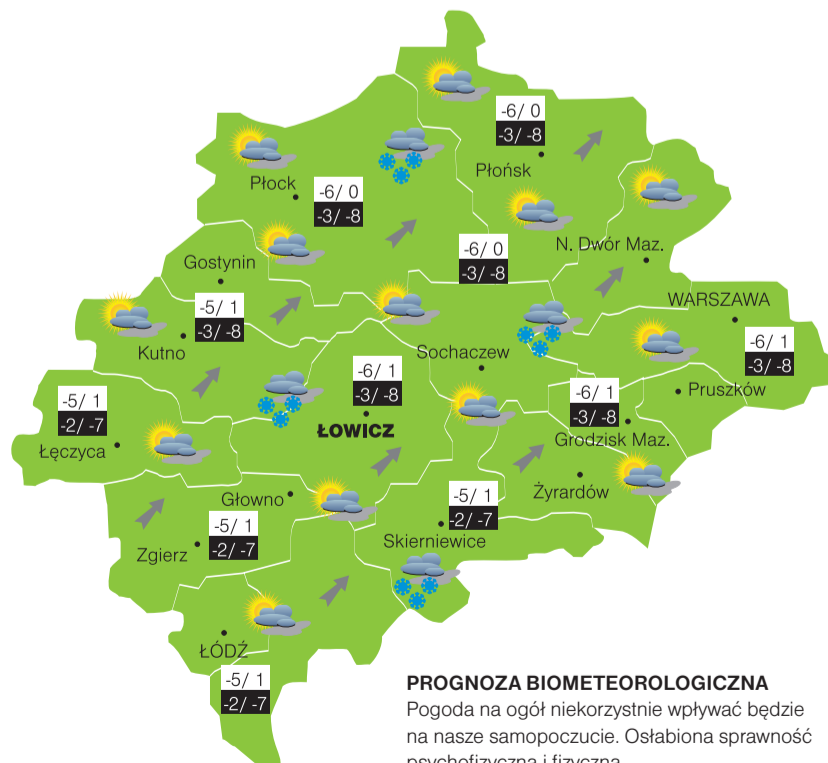 -6/ 0
-3/ -8
Płońsk
Płock
-6/ 0
-3/ -8
N. Dwór Maz.
-6/ 0
-3/ -8
Gostynin
WARSZAWA
-5/ 1
-3/ -8
Kutno
-6/ 1
-3/ -8
Sochaczew
-6/ 1
-3/ -8
ŁOWICZ
Pruszków
-6/ 1
-3/ -8
Grodzisk Maz.
-5/ 1
-2/ -7
Łęczyca
Głowno
Żyrardów
-5/ 1
-2/ -7
Skierniewice
-5/ 1
-2/ -7
Zgierz
ŁÓDŹ
-5/ 1
-2/ -7
PROGNOZA BIOMETEOROLOGICZNA
Pogoda na ogół niekorzystnie wpływać będzie
na nasze samopoczucie. Osłabiona sprawność
psychofizyczna i fizyczna